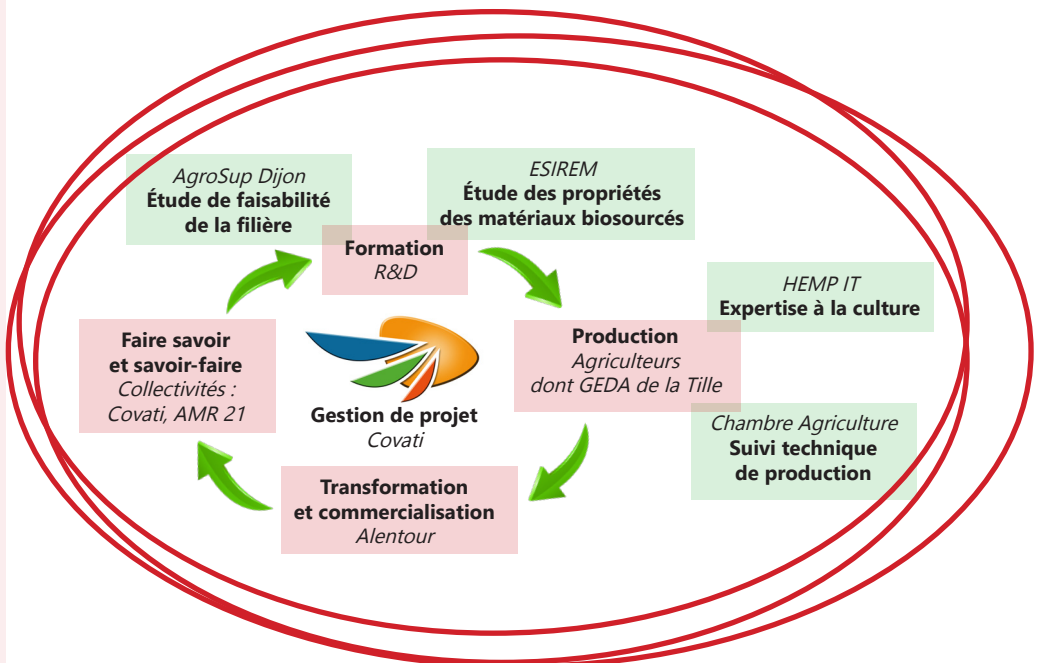 AgroSup Dijon
Étude de faisabilité
de la filière
ESIREM
Étude des propriétés
des matériaux biosourcés
Formation
R&D
HEMP IT
Expertise à la culture
Production
Agriculteurs
dont GEDA de la Tille
Chambre Agriculture
Suivi technique
de production
Transformation
et commercialisation
Alentour
Faire savoir
et savoir-faire
Collectivités :
Covati, AMR 21
Gestion de projet
Covati